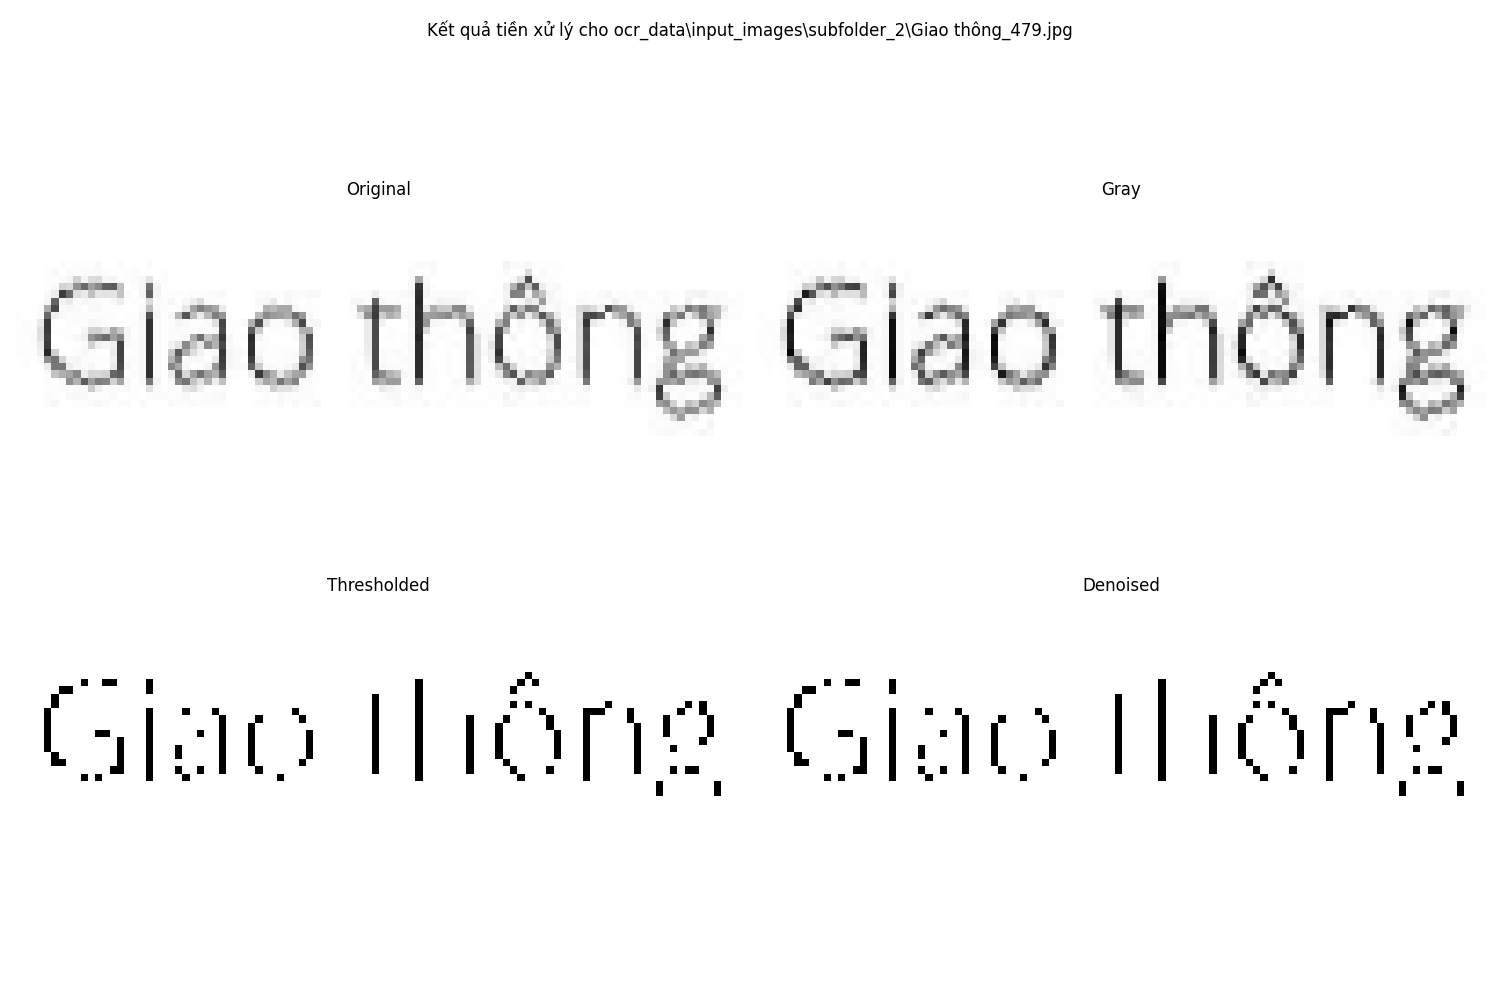 Kết quả tiền xử lý cho ocr_data\input_images\subfolder_2\Giao thông_479.jpg
Original
Gray
Giao thông
Giao thông
Thresholded
Denoised
Giao thông
Giao thông